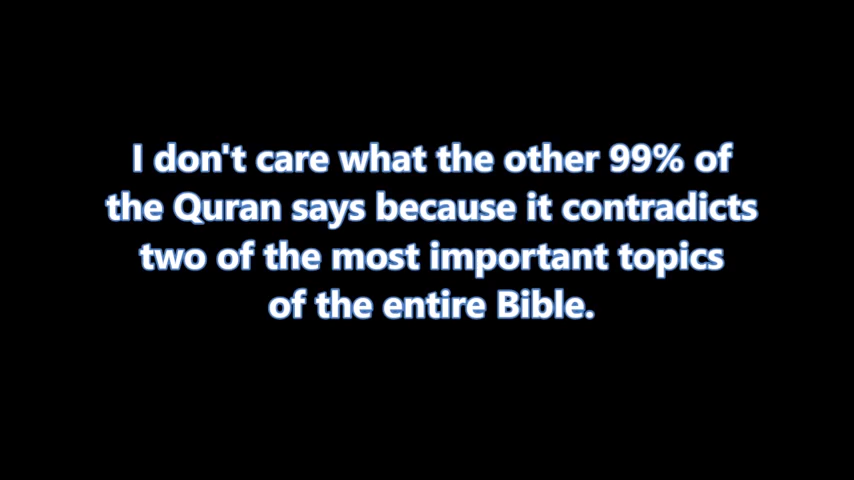 I don't care what the other 99% of
the Quran says because it contradicts
two of the most important topics
of the entire Bible.